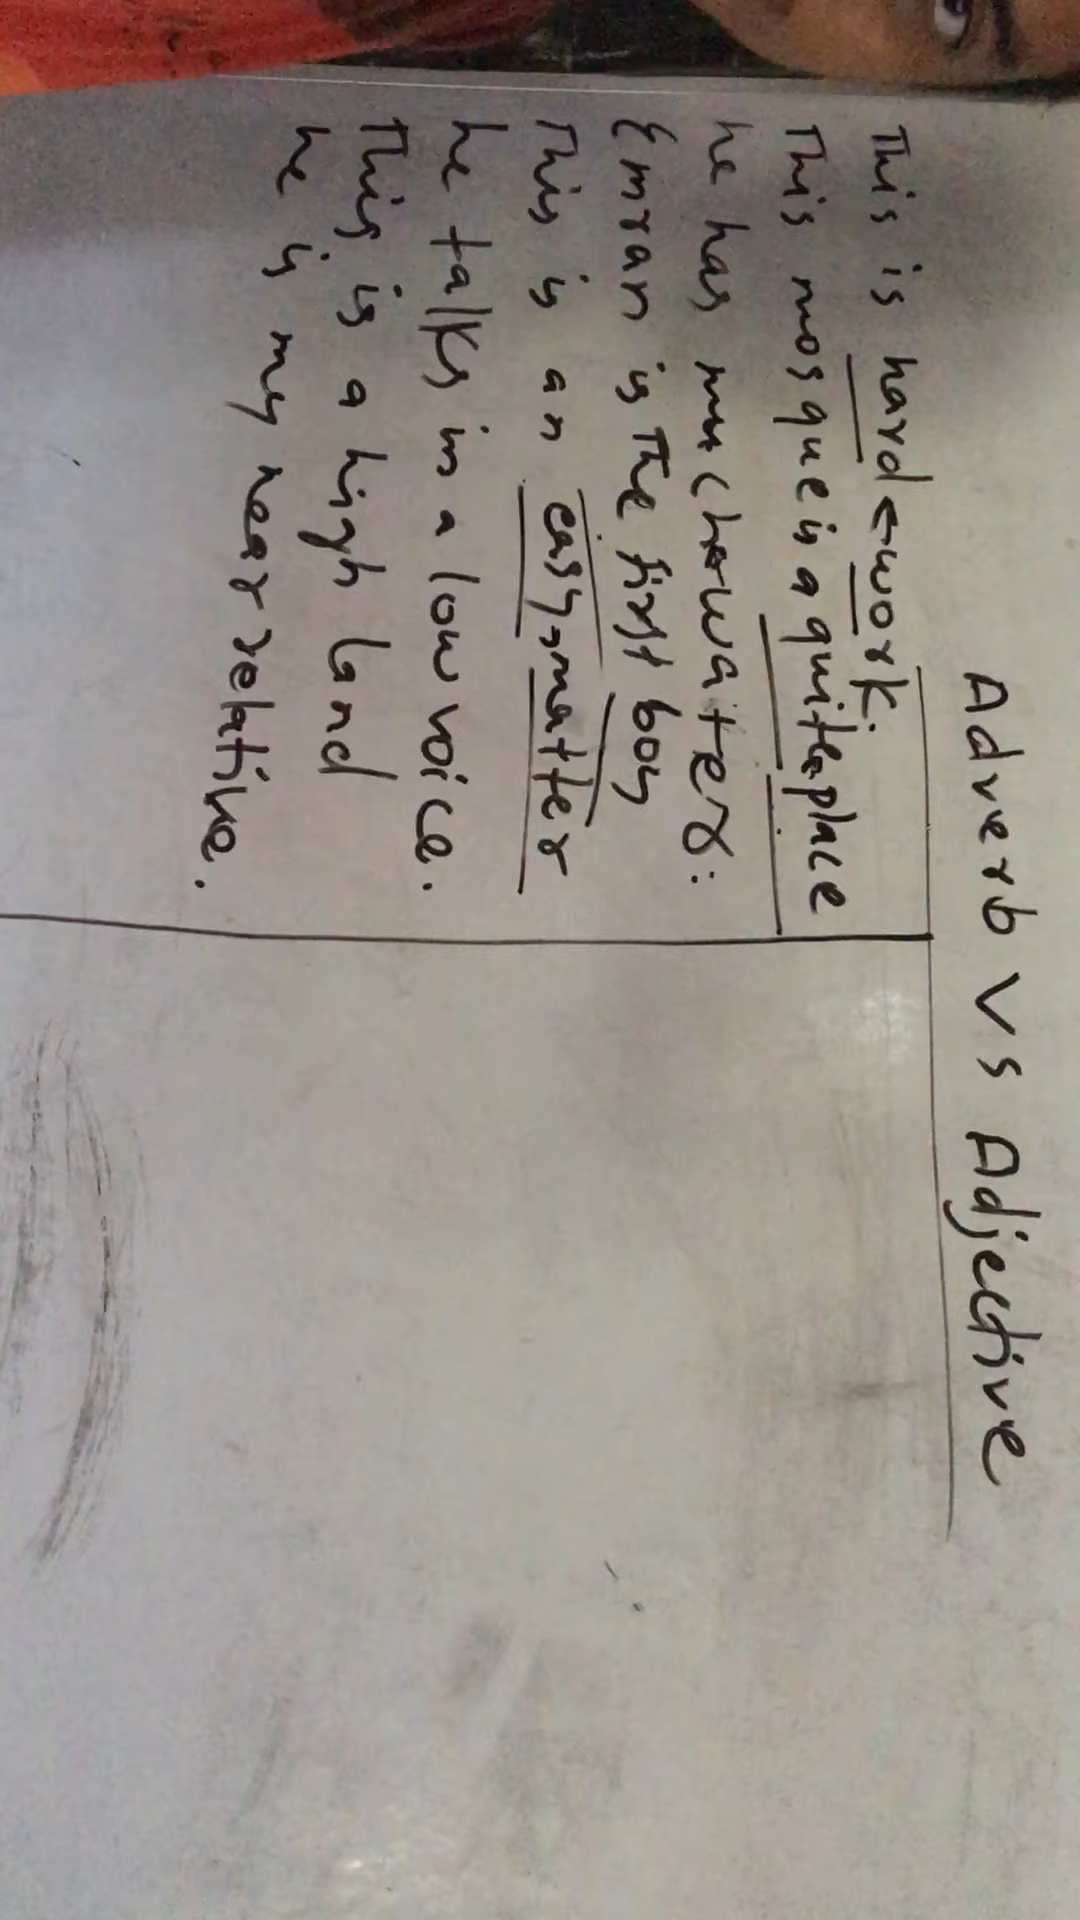 Adverb vs Adjective
This is hard ← work.
This mosque is a quite place
he has much water:
Emran is The first boy
This is an easy matter
he talks in a low voice.
This is a high land
he is my near relative.